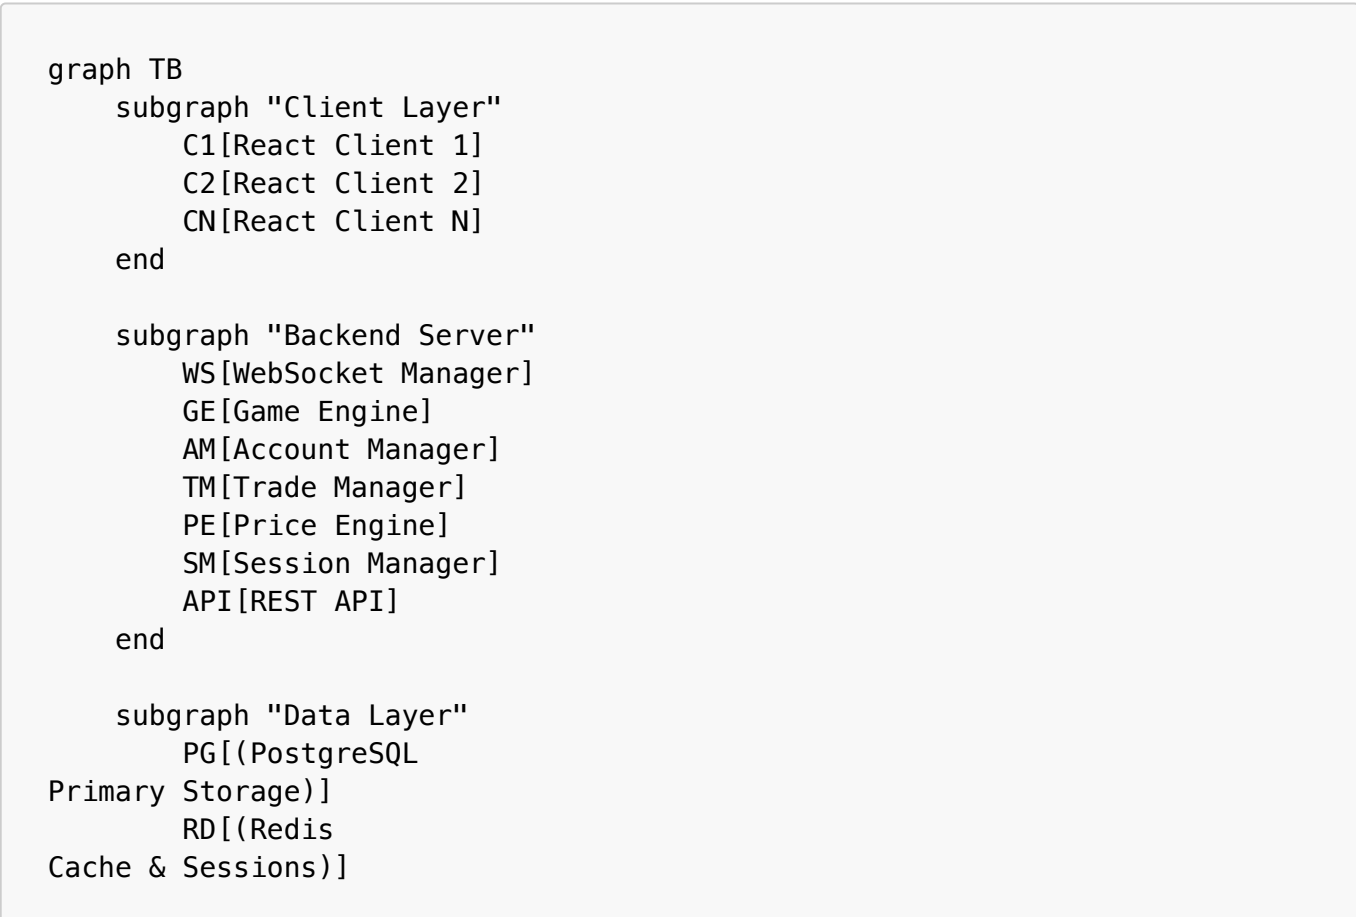 graph TB
    subgraph "Client Layer"
        C1[React Client 1]
        C2[React Client 2]
        CN[React Client N]
    end

    subgraph "Backend Server"
        WS[WebSocket Manager]
        GE[Game Engine]
        AM[Account Manager]
        TM[Trade Manager]
        PE[Price Engine]
        SM[Session Manager]
        API[REST API]
    end

    subgraph "Data Layer"
        PG[(PostgreSQL
Primary Storage)]
        RD[(Redis
Cache & Sessions)]